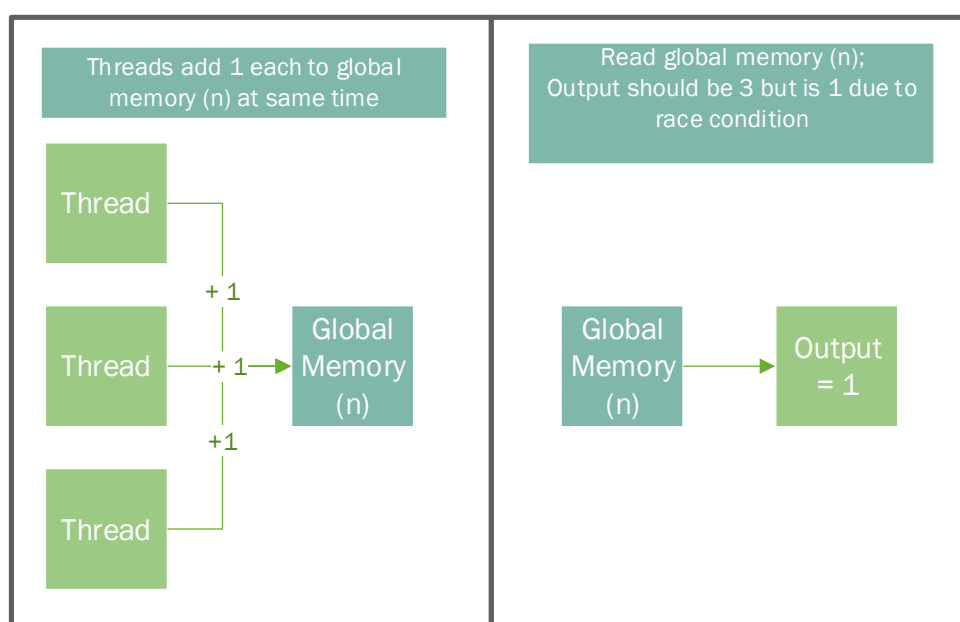 Threads add 1 each to global
memory (n) at same time
Thread
Thread
Thread
+ 1
+ 1
+1
Global
Memory
(n)
Read global memory (n);
Output should be 3 but is 1 due to
race condition
Global
Memory
(n)
Output
= 1